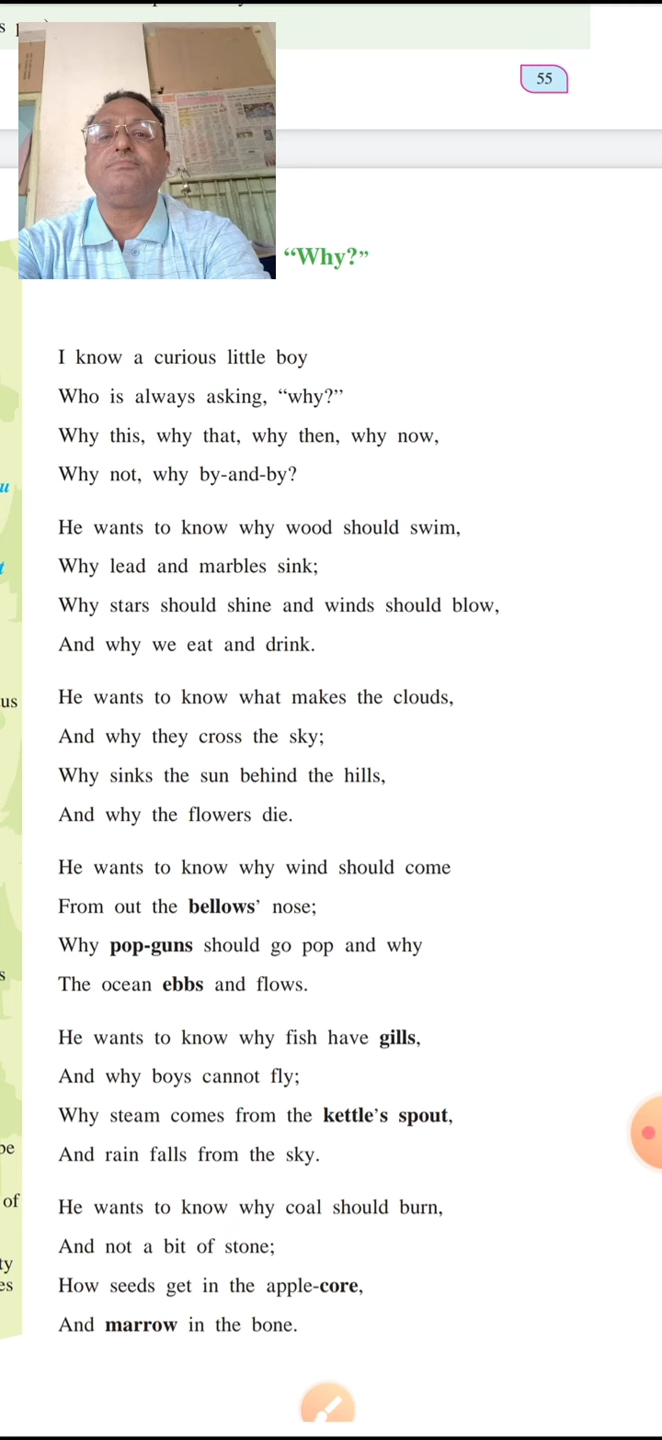 s
55
“Why?”
I know a curious little boy
Who is always asking, “why?”
Why this, why that, why then, why now,
Why not, why by-and-by?
He wants to know why wood should swim,
Why lead and marbles sink;
Why stars should shine and winds should blow,
And why we eat and drink.
He wants to know what makes the clouds,
And why they cross the sky;
Why sinks the sun behind the hills,
And why the flowers die.
He wants to know why wind should come
From out the bellows’ nose;
Why pop-guns should go pop and why
The ocean ebbs and flows.
He wants to know why fish have gills,
And why boys cannot fly;
Why steam comes from the kettle’s spout,
And rain falls from the sky.
He wants to know why coal should burn,
And not a bit of stone;
How seeds get in the apple-core,
And marrow in the bone.
u
t
us
s
be
of
ty
es